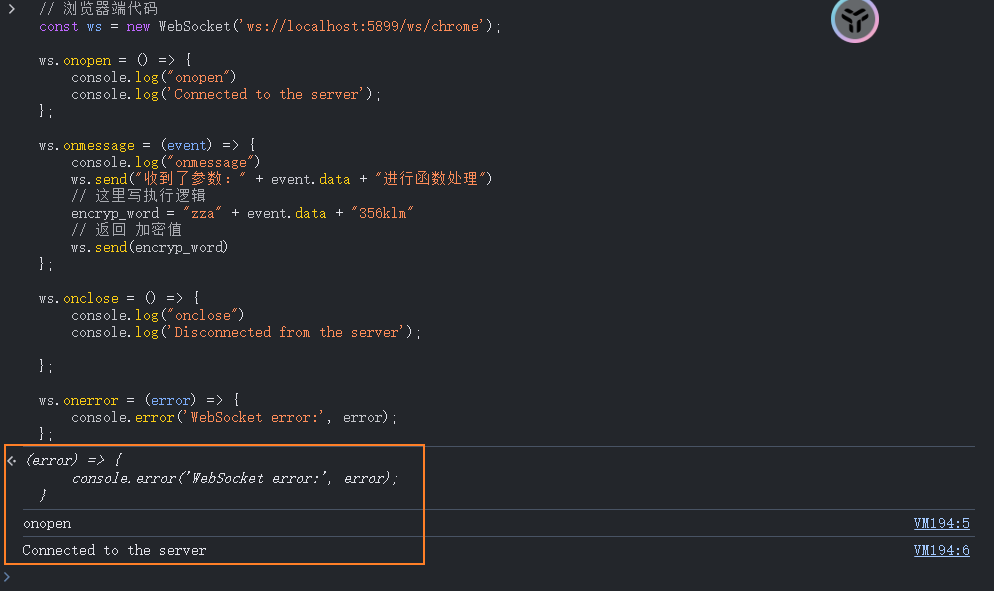 // 浏览器端代码
const ws = new WebSocket('ws://localhost:5899/ws/chrome');
ws.onopen = () => {
console.log("onopen")
console.log('Connected to the server');
};
ws.onmessage = (event) => {
console.log("onmessage")
ws.send("收到了参数：" + event.data + "进行函数处理")
// 这里写执行逻辑
encryp_word = "zza" + event.data + "356klm"
// 返回 加密值
ws.send(encryp_word)
};
ws.onclose = () => {
console.log("onclose")
console.log('Disconnected from the server');
};
ws.onerror = (error) => {
console.error('WebSocket error:', error);
};
(error) => {
console.error('WebSocket error:', error);
}
onopen VM194:5
Connected to the server VM194:6